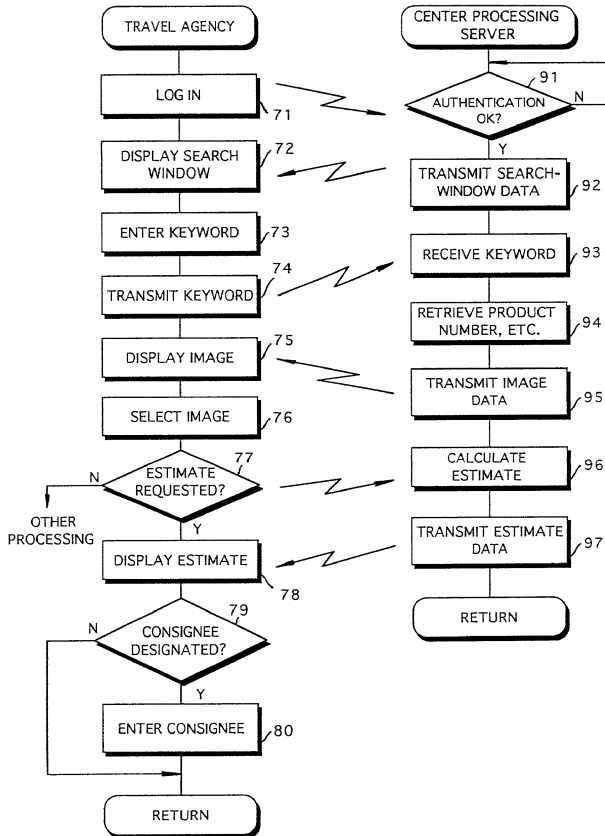 TRAVEL AGENCY
LOG IN
71
DISPLAY SEARCH
WINDOW
72
ENTER KEYWORD
73
TRANSMIT KEYWORD
74
DISPLAY IMAGE
75
SELECT IMAGE
76
ESTIMATE
REQUESTED?
77
N
Y
OTHER
PROCESSING
DISPLAY ESTIMATE
78
CONSIGNEE
DESIGNATED?
79
N
Y
ENTER CONSIGNEE
80
RETURN
CENTER PROCESSING
SERVER
AUTHENTICATION
OK?
91
N
Y
TRANSMIT SEARCH-
WINDOW DATA
92
RECEIVE KEYWORD
93
RETRIEVE PRODUCT
NUMBER, ETC.
94
TRANSMIT IMAGE
DATA
95
CALCULATE
ESTIMATE
96
TRANSMIT ESTIMATE
DATA
97
RETURN